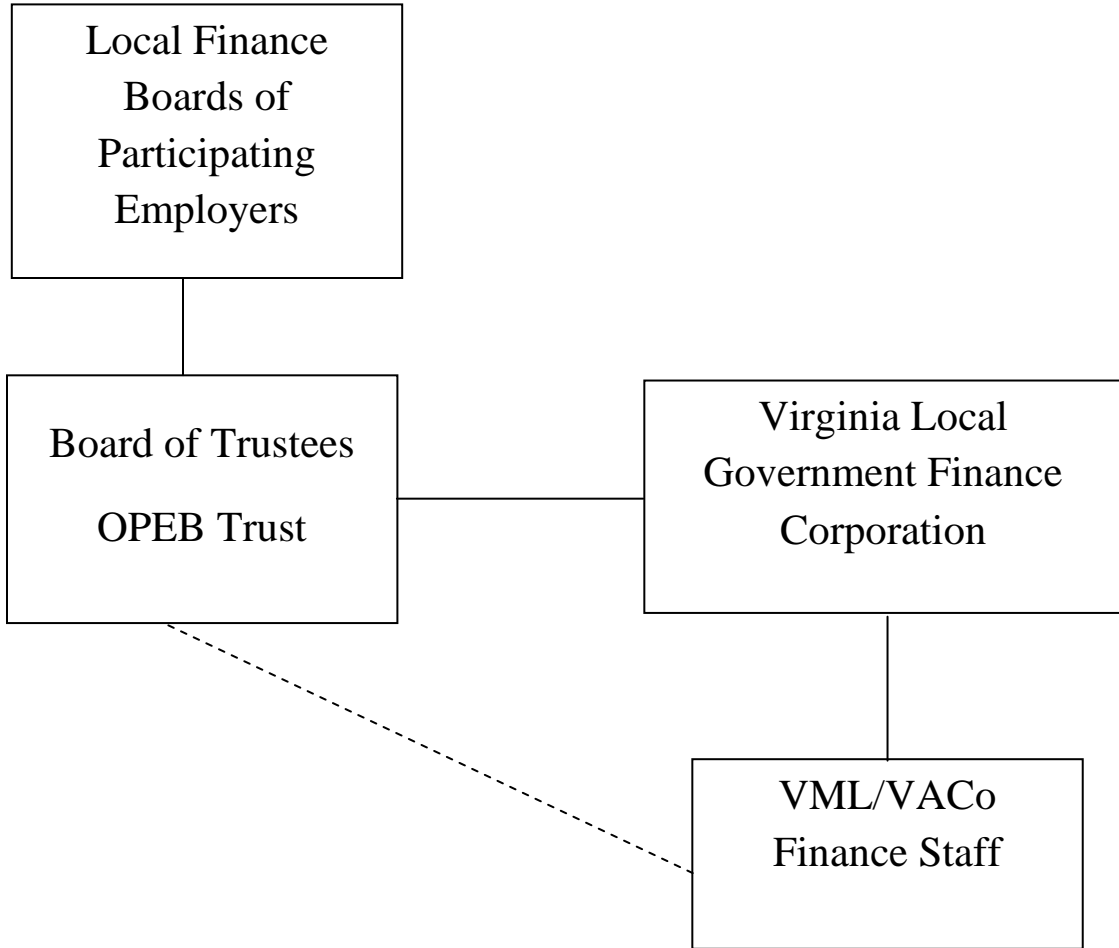 Local Finance
Boards of
Participating
Employers
Board of Trustees
OPEB Trust
Virginia Local
Government Finance
Corporation
VML/VACo
Finance Staff